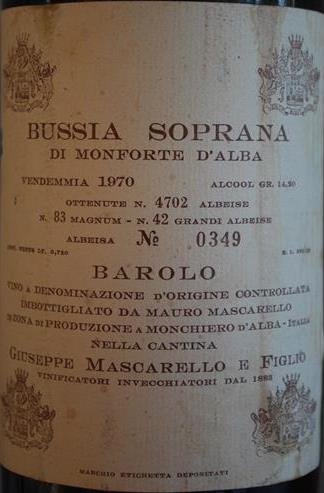 BUSSIA SOPRANA
DI MONFORTE D'ALBA
VENDEMMIA 1970 ALCOOL GR. 14,20
OTTENUTE N. 4702 ALBEISE
N. 83 MAGNUM - N. 42 GRANDI ALBEISE
ALBEISA № 0349
BAROLO
VINO A DENOMINAZIONE D'ORIGINE CONTROLLATA
IMBOTTIGLIATO DA MAURO MASCARELLO
IN ZONA DI PRODUZIONE A MONCHIERO D'ALBA - ITALIA
NELLA CANTINA
GIUSEPPE MASCARELLO E FIGLIO
VINIFICATORI INVECCHIATORI DAL
MARCHIO ETICHETTA DEPOSITATI